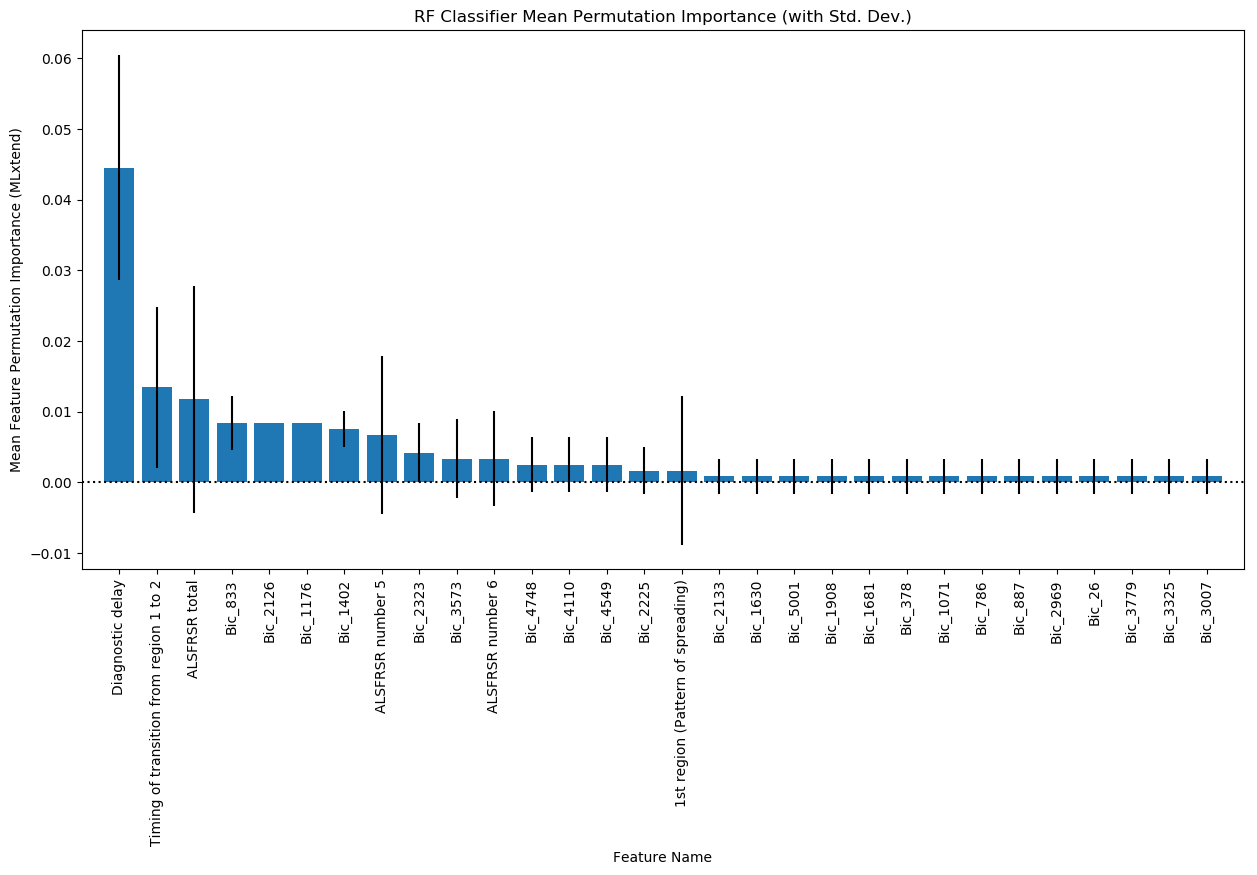 RF Classifier Mean Permutation Importance (with Std. Dev.)
Mean Feature Permutation Importance (MLxtend)
0.06
0.05
0.04
0.03
0.02
0.01
0.00
−0.01
Diagnostic delay
Timing of transition from region 1 to 2
ALSFRSR total
Bic_833
Bic_2126
Bic_1176
Bic_1402
ALSFRSR number 5
Bic_2323
Bic_3573
ALSFRSR number 6
Bic_4748
Bic_4110
Bic_4549
Bic_2225
1st region (Pattern of spreading)
Bic_2133
Bic_1630
Bic_5001
Bic_1908
Bic_1681
Bic_378
Bic_1071
Bic_786
Bic_887
Bic_2969
Bic_26
Bic_3779
Bic_3325
Bic_3007
Feature Name